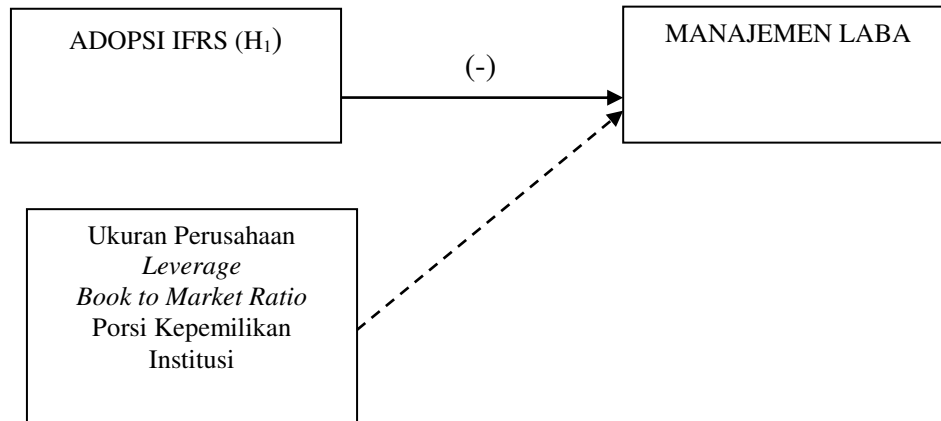 ADOPSI IFRS (H₁)
(-)
MANAJEMEN LABA
Ukuran Perusahaan
Leverage
Book to Market Ratio
Porsi Kepemilikan
Institusi